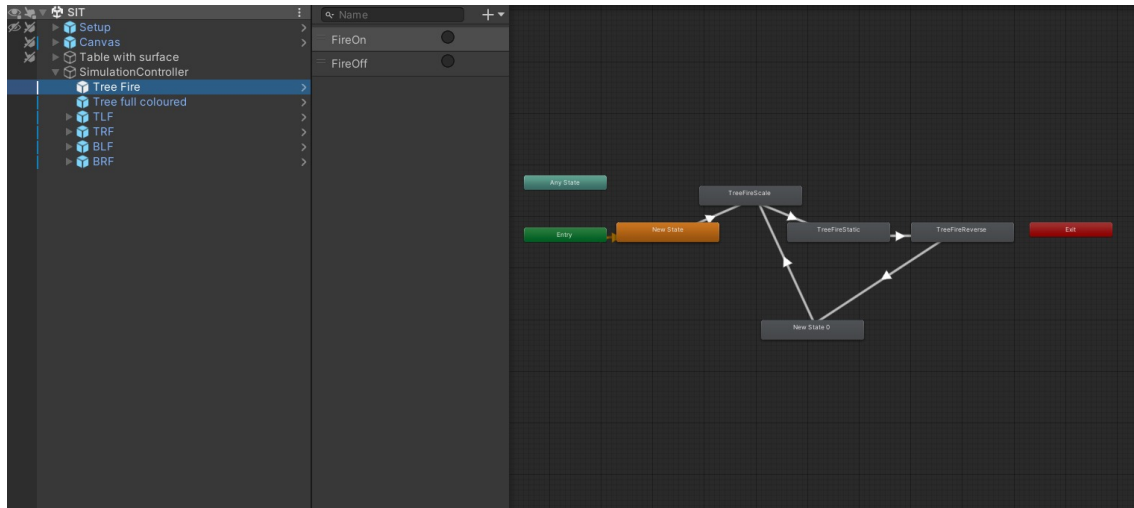 SIT
Setup
Canvas
Table with surface
SimulationController
Tree Fire
Tree full coloured
TLF
TRF
BLF
BRF
Name
FireOn
FireOff
Any State
TreeFireScale
Entry
New State
TreeFireStatic
TreeFireReverse
Exit
New State 0